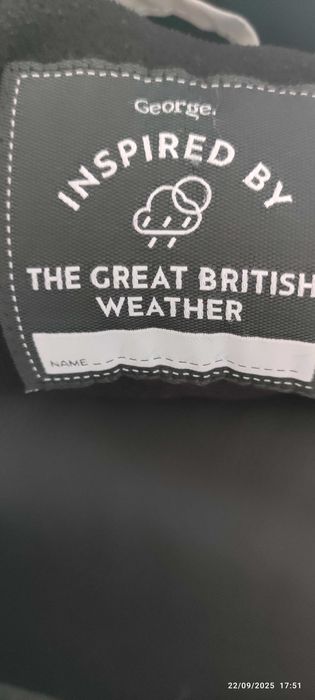 George.
INSPIRED BY
THE GREAT BRITISH
WEATHER
NAME
22/09/2025 17:51